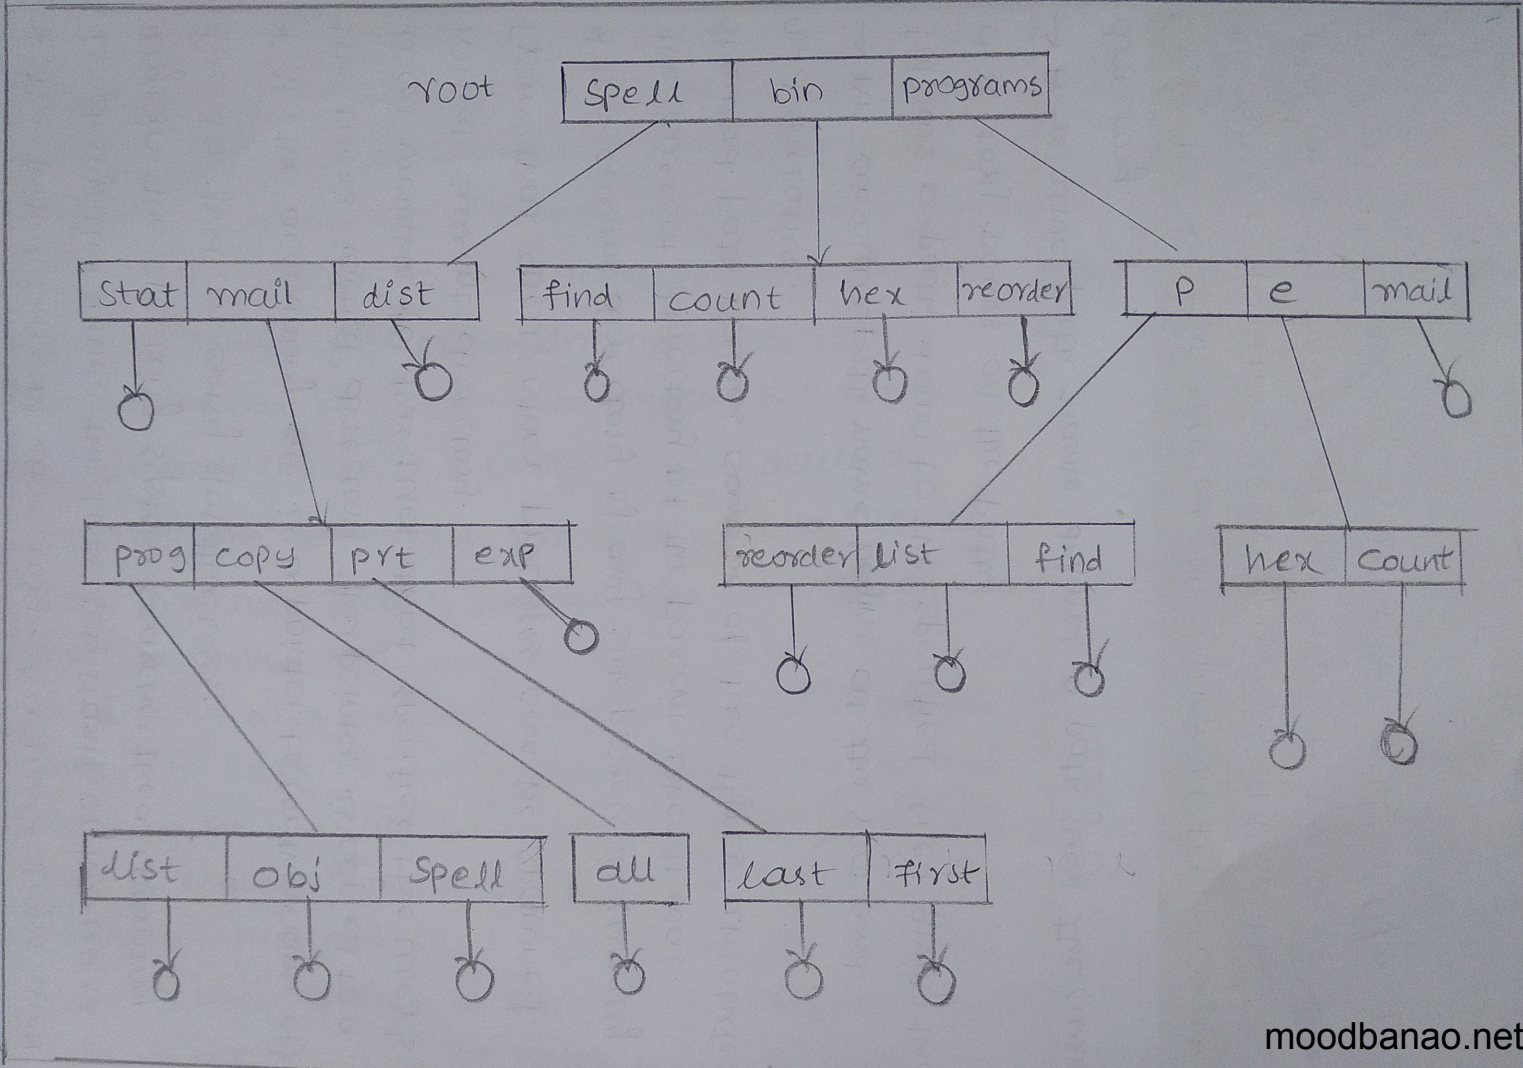 root spell bin programs
stat mail dist find count hex reorder p e mail
prog copy prt exp reorder list find hex count
list obj spell all last first
moodbanao.net